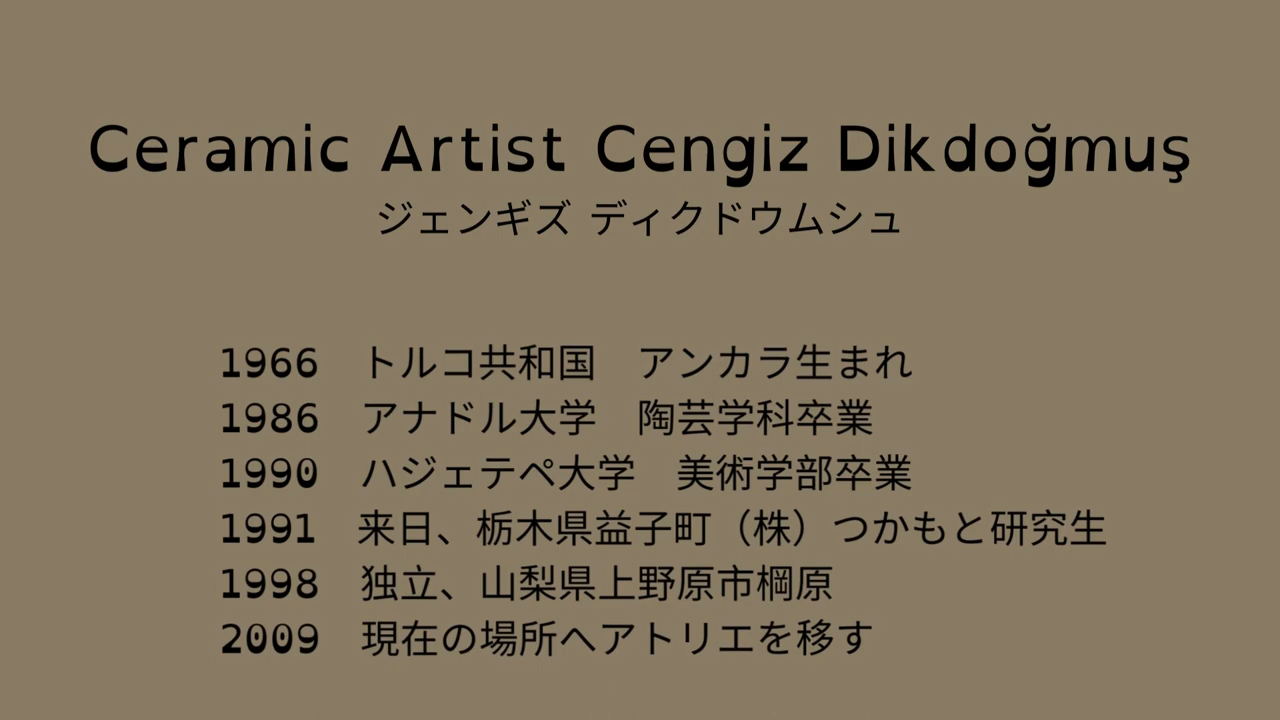 Ceramic Artist Cengiz Dikdoğmuş
ジェンギズ ディクドウムシュ
1966　トルコ共和国　アンカラ生まれ
1986　アナドル大学　陶芸学科卒業
1990　ハジェテペ大学　美術学部卒業
1991　来日、栃木県益子町（株）つかもと研究生
1998　独立、山梨県上野原市棡原
2009　現在の場所へアトリエを移す